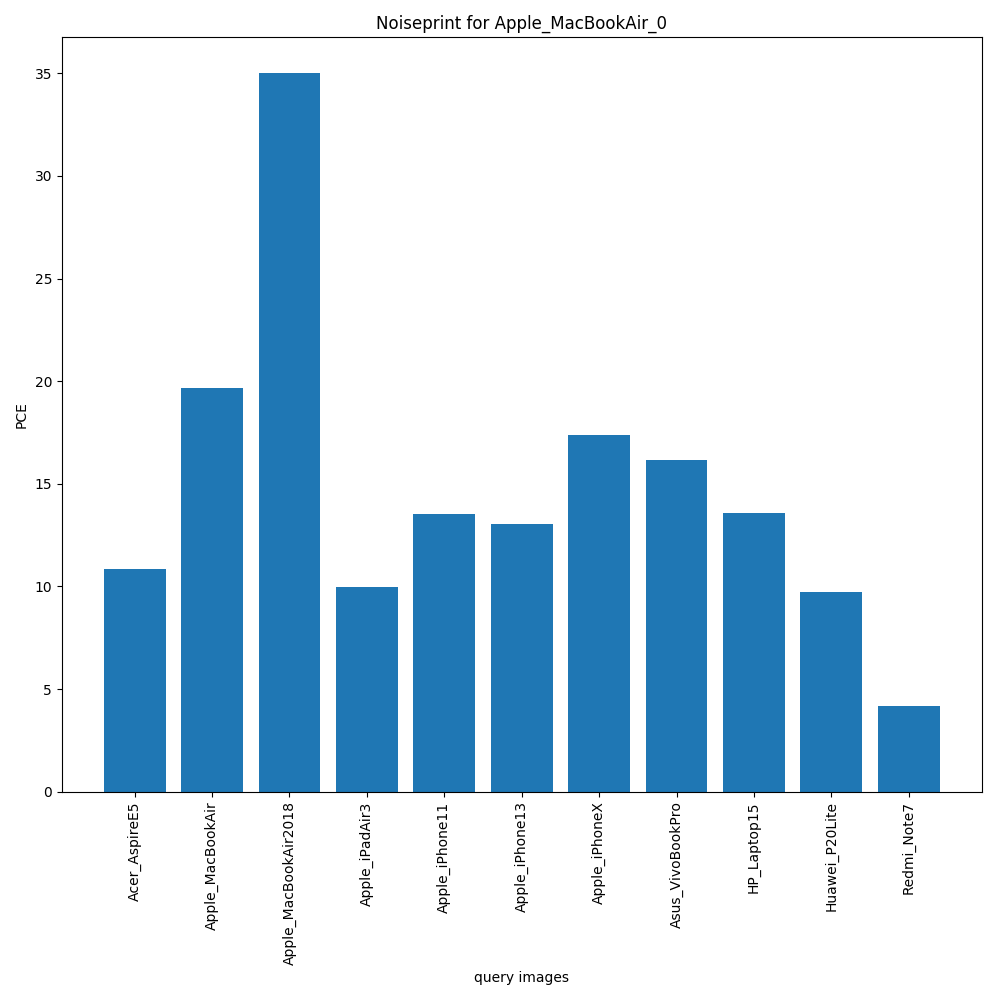 Noiseprint for Apple_MacBookAir_0
PCE
35
30
25
20
15
10
5
0
Acer_AspireE5
Apple_MacBookAir
Apple_MacBookAir2018
Apple_iPadAir3
Apple_iPhone11
Apple_iPhone13
Apple_iPhoneX
Asus_VivoBookPro
HP_Laptop15
Huawei_P20Lite
Redmi_Note7
query images